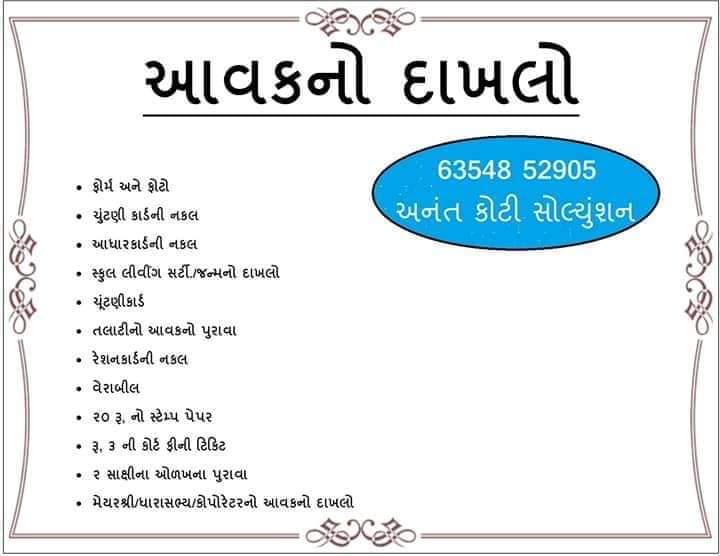 આવકનો દાખલો
63548 52905
અનંત કોટી સોલ્યુંશન
• ફોર્મ અને ફોટો
• ચુંટણી કાર્ડની નકલ
• આધારકાર્ડની નકલ
• સ્કુલ લીવીંગ સર્ટી./જન્મનો દાખલો
• ચૂંટણીકાર્ડ
• તલાટીનો આવકનો પુરાવા
• રેશનકાર્ડની નકલ
• વેરાબીલ
• ૨૦ રૂ, નો સ્ટેમ્પ પેપર
• રૂ, 3 ની કોર્ટ ફીની ટિકિટ
• ૨ સાક્ષીના ઓળખના પુરાવા
• મેયરશ્રી/ધારાસભ્ય/કોપોરેટરનો આવકનો દાખલો